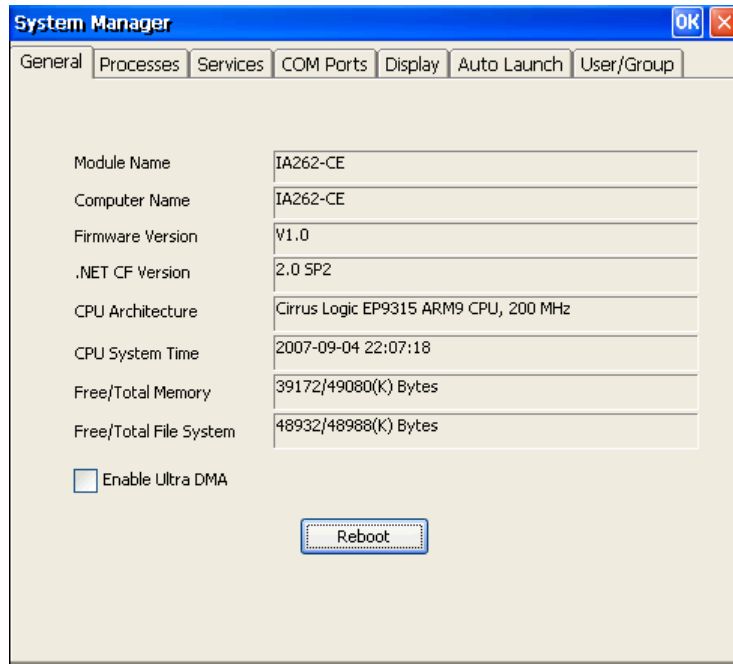 System Manager OK
General Processes Services COM Ports Display Auto Launch User/Group
Module Name IA262-CE
Computer Name IA262-CE
Firmware Version V1.0
.NET CF Version 2.0 SP2
CPU Architecture Cirrus Logic EP9315 ARM9 CPU, 200 MHz
CPU System Time 2007-09-04 22:07:18
Free/Total Memory 39172/49080(K) Bytes
Free/Total File System 48932/48988(K) Bytes
Enable Ultra DMA
Reboot